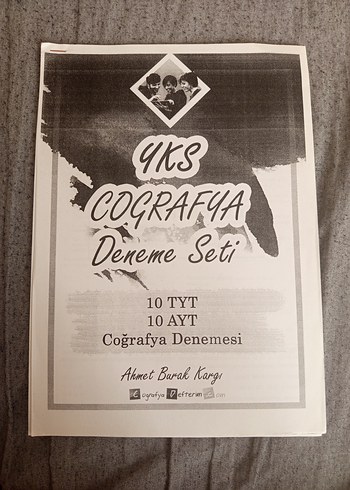 YKS
COĞRAFYA
Deneme Seti
10 TYT
10 AYT
Coğrafya Denemesi
Ahmet Burak Kargı